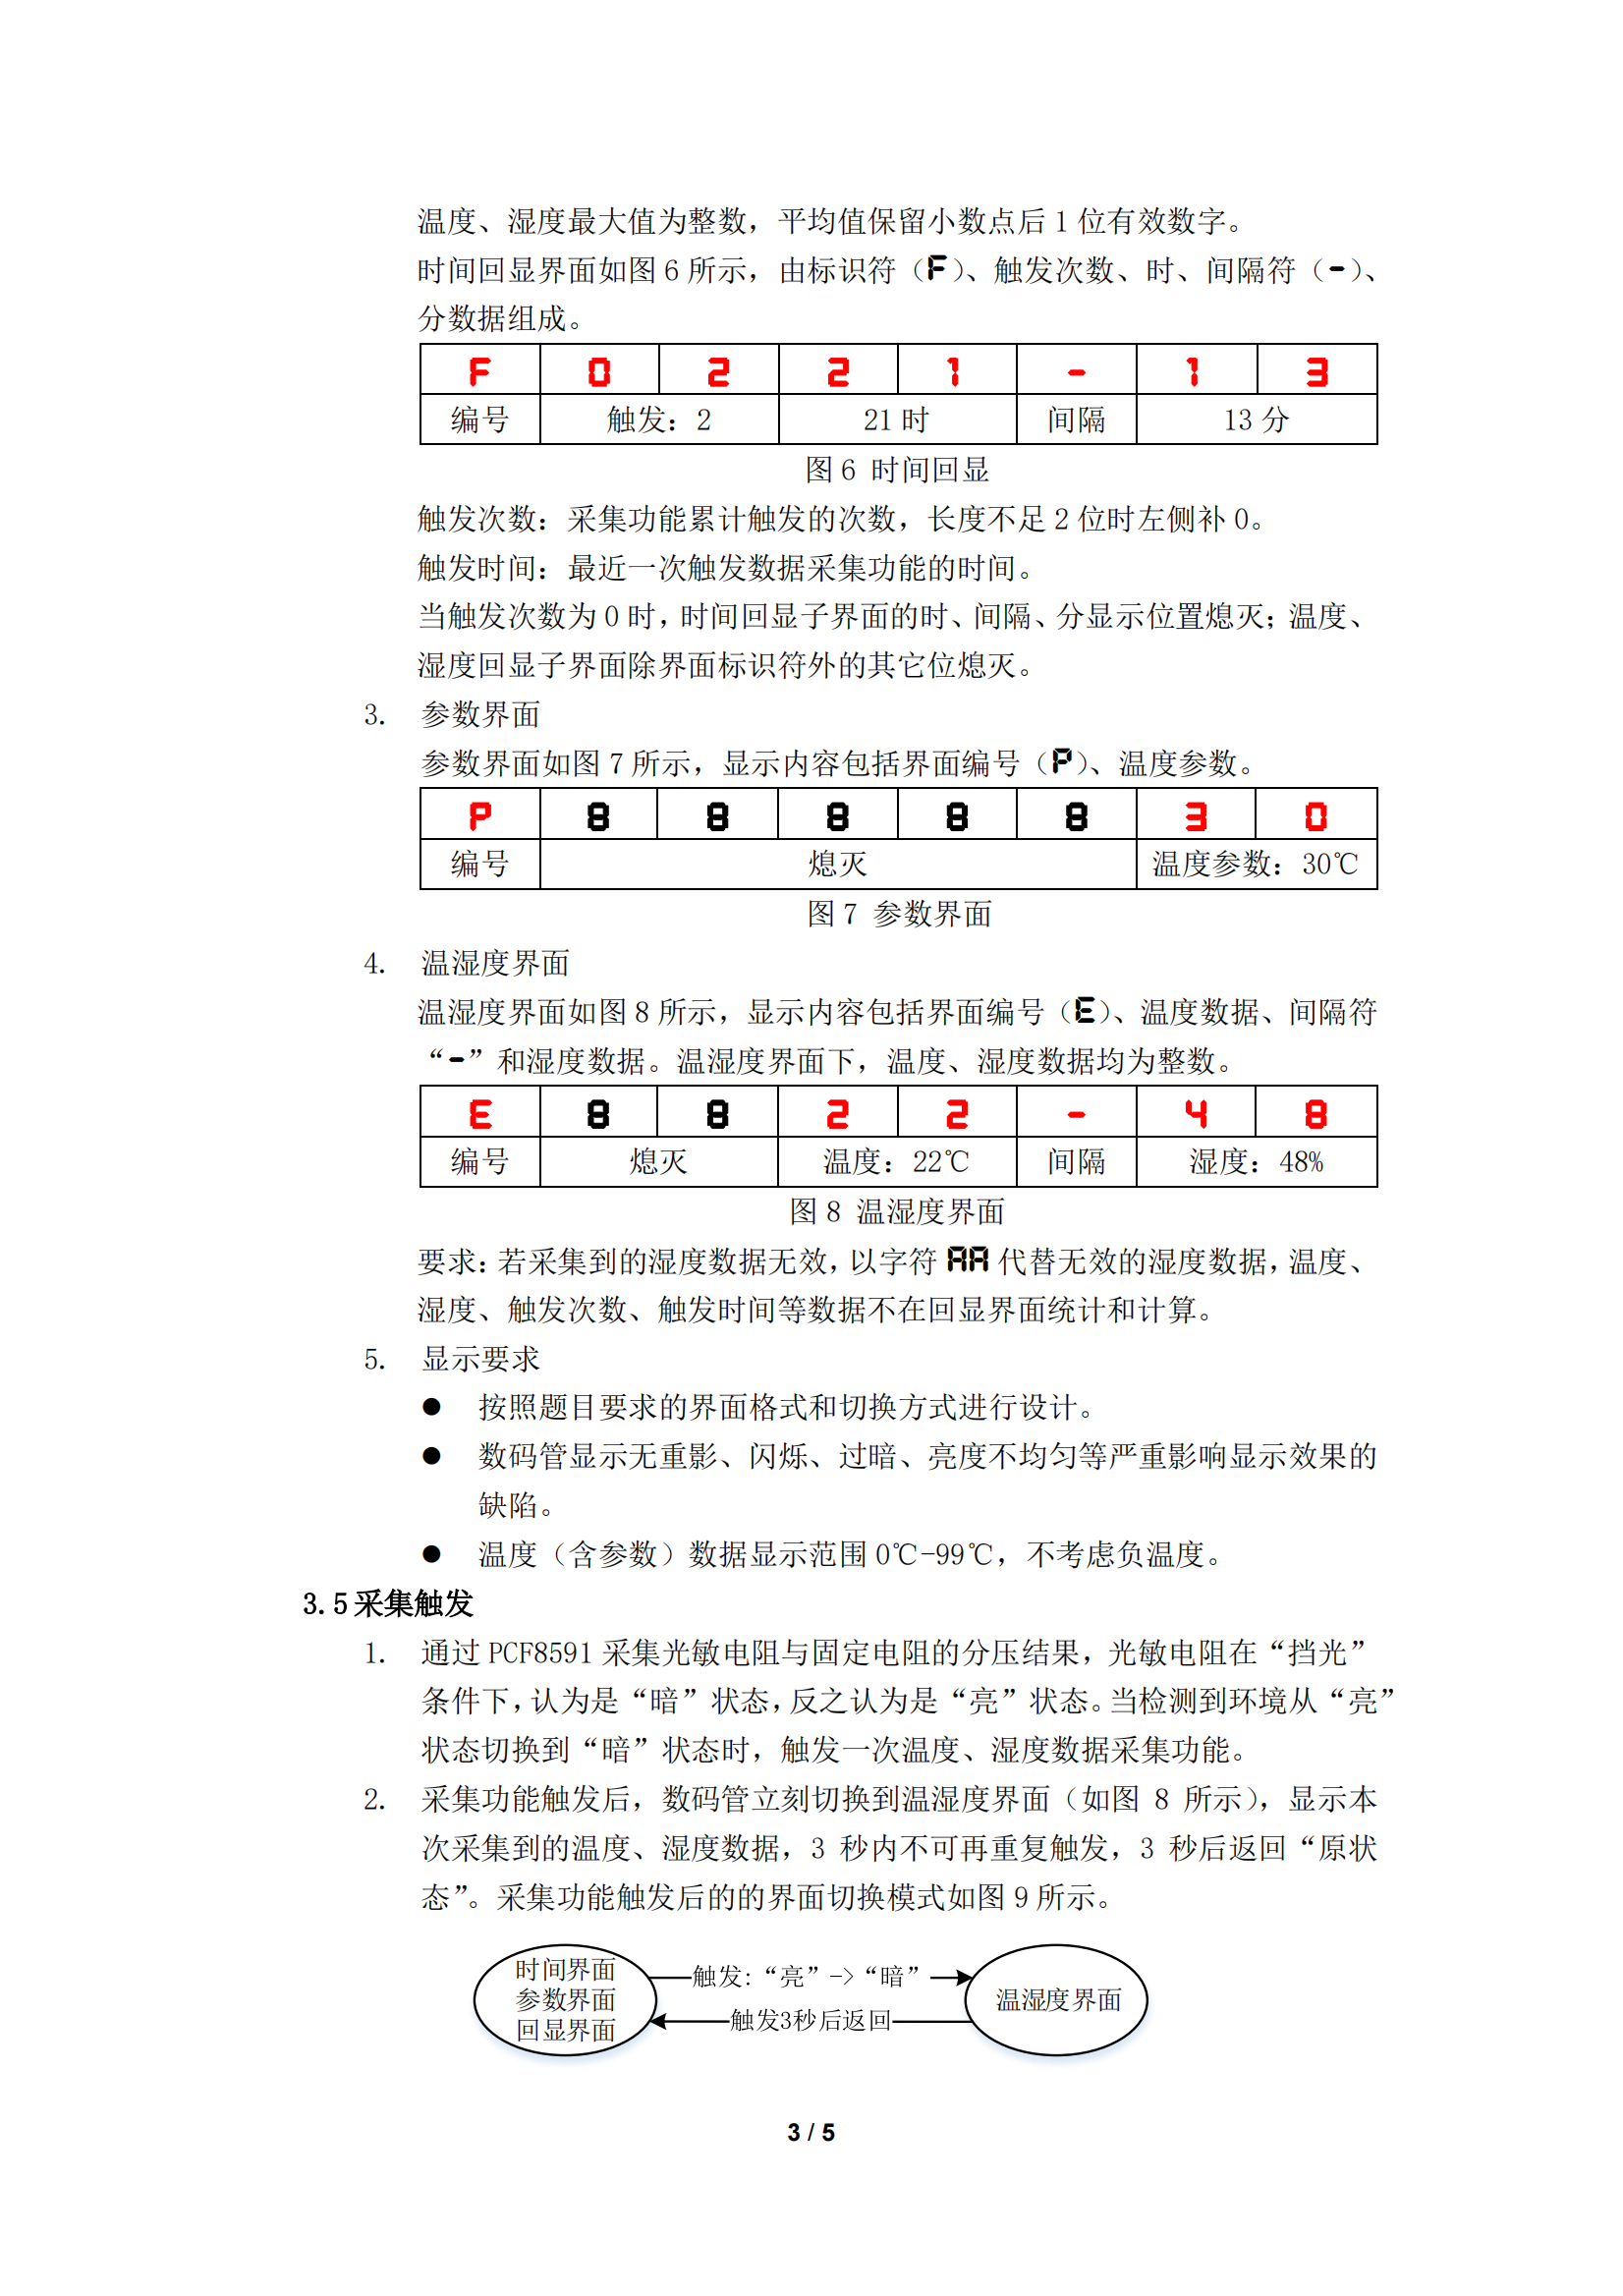 温度、湿度最大值为整数，平均值保留小数点后 1 位有效数字。
时间回显界面如图 6 所示，由标识符（F）、触发次数、时、间隔符（-）、
分数据组成。
F 0 2 2 1 - 1 3
编号 触发：2 21 时 间隔 13 分
图 6 时间回显
触发次数：采集功能累计触发的次数，长度不足 2 位时左侧补 0。
触发时间：最近一次触发数据采集功能的时间。
当触发次数为 0 时，时间回显子界面的时、间隔、分显示位置熄灭；温度、
湿度回显子界面除界面标识符外的其它位熄灭。
3. 参数界面
参数界面如图 7 所示，显示内容包括界面编号（P）、温度参数。
P 8 8 8 8 8 3 0
编号 熄灭 温度参数：30℃
图 7 参数界面
4. 温湿度界面
温湿度界面如图 8 所示，显示内容包括界面编号（E）、温度数据、间隔符
“-”和湿度数据。温湿度界面下，温度、湿度数据均为整数。
E 8 8 2 2 - 4 8
编号 熄灭 温度：22℃ 间隔 湿度：48%
图 8 温湿度界面
要求：若采集到的湿度数据无效，以字符 AA 代替无效的湿度数据，温度、
湿度、触发次数、触发时间等数据不在回显界面统计和计算。
5. 显示要求
● 按照题目要求的界面格式和切换方式进行设计。
● 数码管显示无重影、闪烁、过暗、亮度不均匀等严重影响显示效果的
缺陷。
● 温度（含参数）数据显示范围 0℃-99℃，不考虑负温度。
3.5 采集触发
1. 通过 PCF8591 采集光敏电阻与固定电阻的分压结果，光敏电阻在“挡光”
条件下，认为是“暗”状态，反之认为是“亮”状态。当检测到环境从“亮”
状态切换到“暗”状态时，触发一次温度、湿度数据采集功能。
2. 采集功能触发后，数码管立刻切换到温湿度界面（如图 8 所示），显示本
次采集到的温度、湿度数据，3 秒内不可再重复触发，3 秒后返回“原状
态”。采集功能触发后的的界面切换模式如图 9 所示。
时间界面
参数界面
回显界面
触发:“亮”->“暗”
触发3秒后返回
温湿度界面
3 / 5